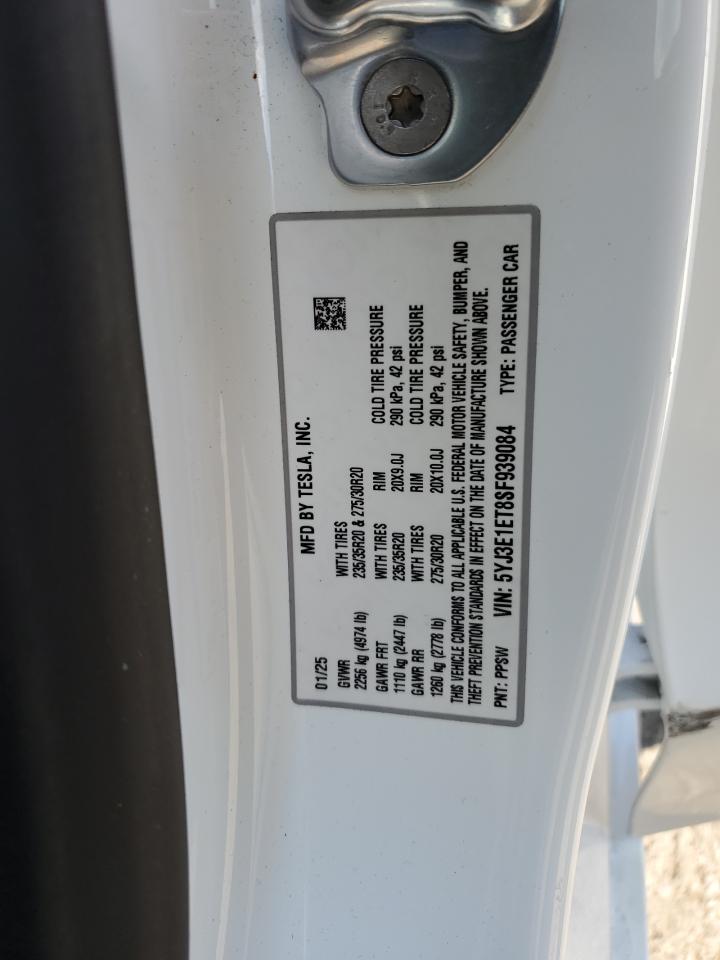 MFD BY TESLA, INC.
01/25
GVWR WITH TIRES
2256 kg (4974 lb) 235/35R20 & 275/30R20
GAWR FRT WITH TIRES RIM COLD TIRE PRESSURE
1110 kg (2447 lb) 235/35R20 20X9.0J 290 kPa, 42 psi
GAWR RR WITH TIRES RIM COLD TIRE PRESSURE
1260 kg (2778 lb) 275/30R20 20X10.0J 290 kPa, 42 psi
THIS VEHICLE CONFORMS TO ALL APPLICABLE U.S. FEDERAL MOTOR VEHICLE SAFETY, BUMPER, AND
THEFT PREVENTION STANDARDS IN EFFECT ON THE DATE OF MANUFACTURE SHOWN ABOVE.
PNT: PPSW VIN: 5YJ3E1ET8SF939084 TYPE: PASSENGER CAR